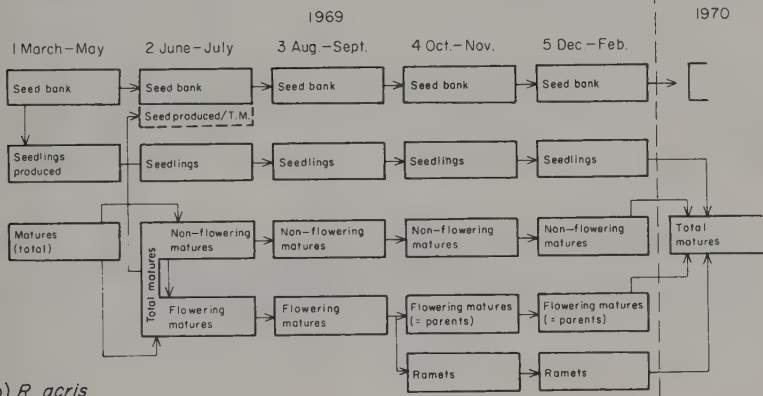 1969
1970
1 March–May
2 June–July
3 Aug.–Sept.
4 Oct.–Nov.
5 Dec–Feb.
Seed bank
Seed bank
Seed bank
Seed bank
Seed bank
Seed produced/T.M.
Seedlings
produced
Seedlings
Seedlings
Seedlings
Seedlings
Matures
(total)
Total matures
Non–flowering
matures
Non–flowering
matures
Non–flowering
matures
Non–flowering
matures
Total
matures
Flowering
matures
Flowering
matures
Flowering matures
(= parents)
Flowering matures
(= parents)
Ramets
Ramets
) R. acris